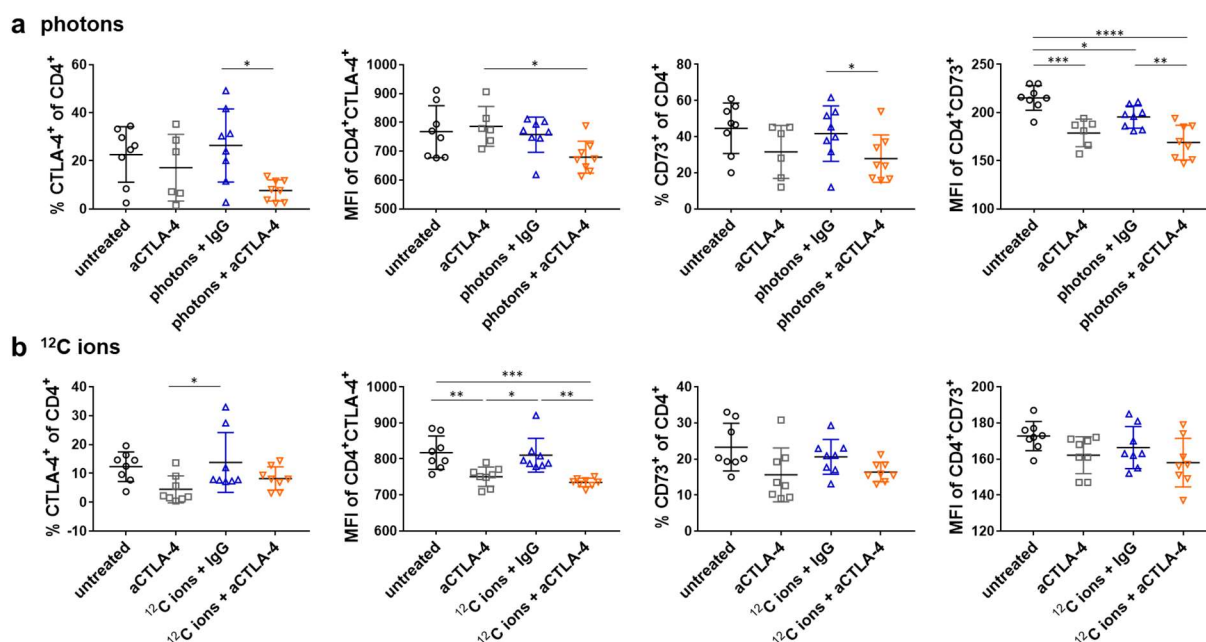 a photons
% CTLA-4⁺ of CD4⁺
60
40
20
0
*
untreated
aCTLA-4
photons + IgG
photons + aCTLA-4
MFI of CD4⁺CTLA-4⁺
1000
900
800
700
600
500
*
untreated
aCTLA-4
photons + IgG
photons + aCTLA-4
% CD73⁺ of CD4⁺
80
60
40
20
0
*
untreated
aCTLA-4
photons + IgG
photons + aCTLA-4
MFI of CD4⁺CD73⁺
250
200
150
100
****
*
*** **
untreated
aCTLA-4
photons + IgG
photons + aCTLA-4
b ¹²C ions
% CTLA-4⁺ of CD4⁺
40
30
20
10
0
-10
*
untreated
aCTLA-4
¹²C ions + IgG
¹²C ions + aCTLA-4
MFI of CD4⁺CTLA-4⁺
1000
900
800
700
600
***
** * **
untreated
aCTLA-4
¹²C ions + IgG
¹²C ions + aCTLA-4
% CD73⁺ of CD4⁺
40
30
20
10
0
untreated
aCTLA-4
¹²C ions + IgG
¹²C ions + aCTLA-4
MFI of CD4⁺CD73⁺
200
180
160
140
120
untreated
aCTLA-4
¹²C ions + IgG
¹²C ions + aCTLA-4